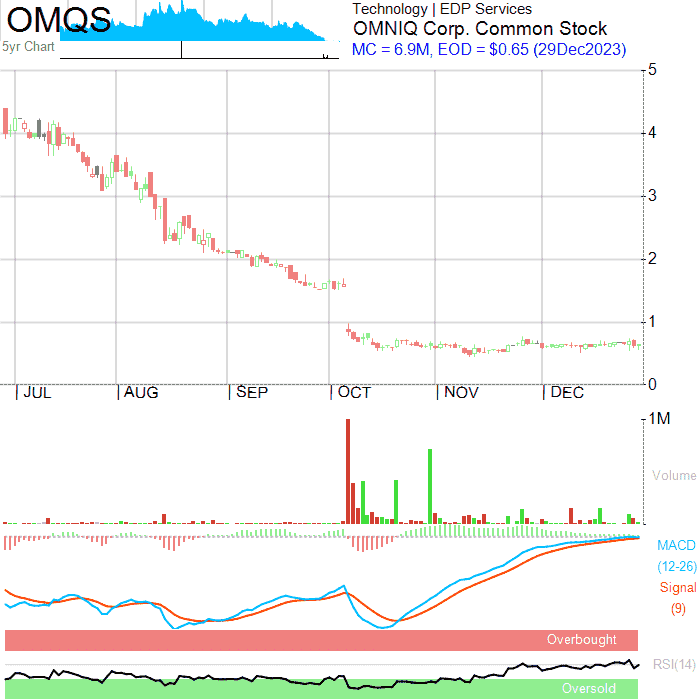 OMQS
5yr Chart
Technology | EDP Services
OMNIQ Corp. Common Stock
MC = 6.9M, EOD = $0.65 (29Dec2023)
5
4
3
2
1
0
JUL AUG SEP OCT NOV DEC
1M
Volume
MACD
(12-26)
Signal
(9)
Overbought
RSI(14)
Oversold